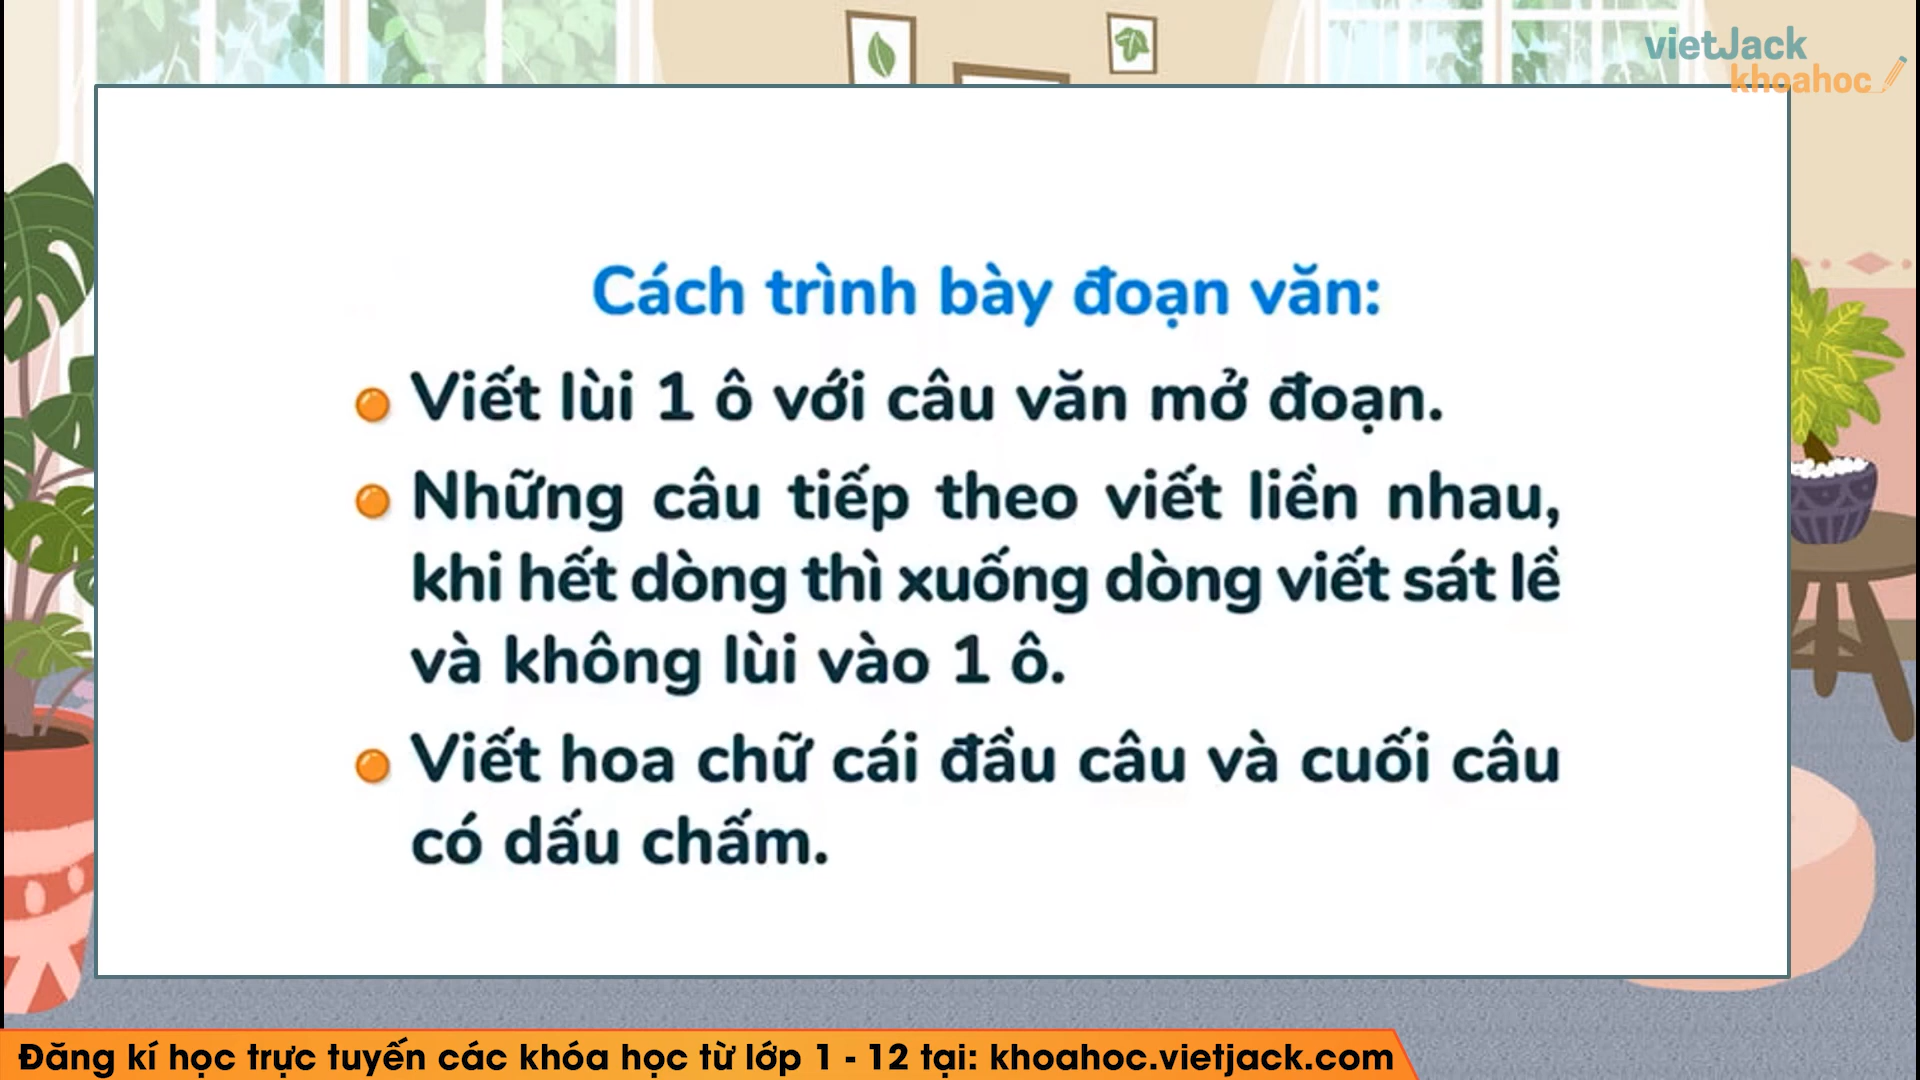 vietJack
khoahoc
Cách trình bày đoạn văn:
Viết lùi 1 ô với câu văn mở đoạn.
Những câu tiếp theo viết liền nhau,
khi hết dòng thì xuống dòng viết sát lề
và không lùi vào 1 ô.
Viết hoa chữ cái đầu câu và cuối câu
có dấu chấm.
Đăng kí học trực tuyến các khóa học từ lớp 1 - 12 tại: khoahoc.vietjack.com